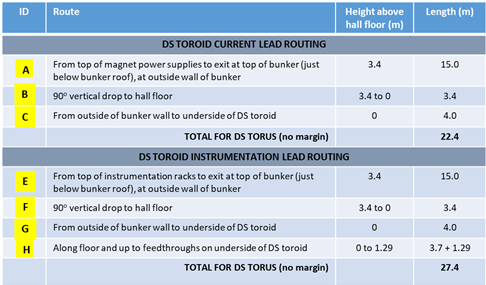 ID Route Height above hall floor (m) Length (m)
DS TOROID CURRENT LEAD ROUTING
A From top of magnet power supplies to exit at top of bunker (just below bunker roof), at outside wall of bunker 3.4 15.0
B 90° vertical drop to hall floor 3.4 to 0 3.4
C From outside of bunker wall to underside of DS toroid 0 4.0
TOTAL FOR DS TORUS (no margin) 22.4
DS TOROID INSTRUMENTATION LEAD ROUTING
E From top of instrumentation racks to exit at top of bunker (just below bunker roof), at outside wall of bunker 3.4 15.0
F 90° vertical drop to hall floor 3.4 to 0 3.4
G From outside of bunker wall to underside of DS toroid 0 4.0
H Along floor and up to feedthroughs on underside of DS toroid 0 to 1.29 3.7 + 1.29
TOTAL FOR DS TORUS (no margin) 27.4